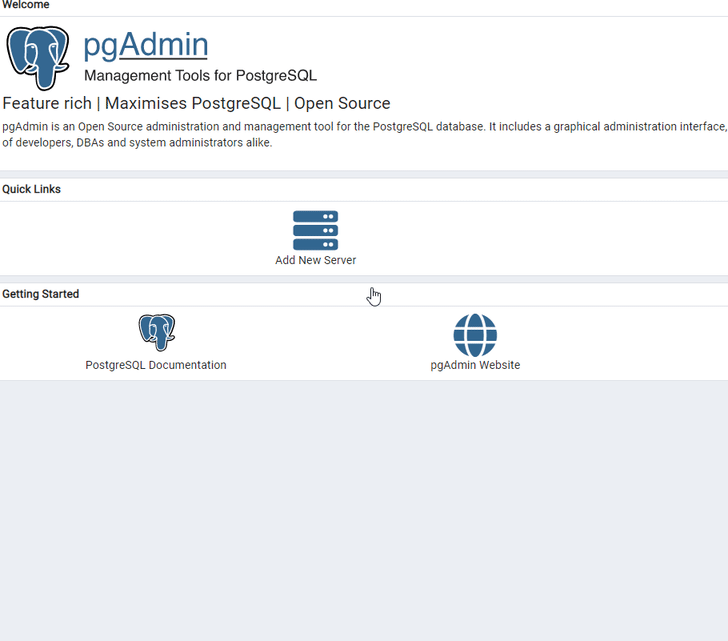 Welcome
pgAdmin
Management Tools for PostgreSQL
Feature rich | Maximises PostgreSQL | Open Source
pgAdmin is an Open Source administration and management tool for the PostgreSQL database. It includes a graphical administration interface,
of developers, DBAs and system administrators alike.
Quick Links
Add New Server
Getting Started
PostgreSQL Documentation
pgAdmin Website